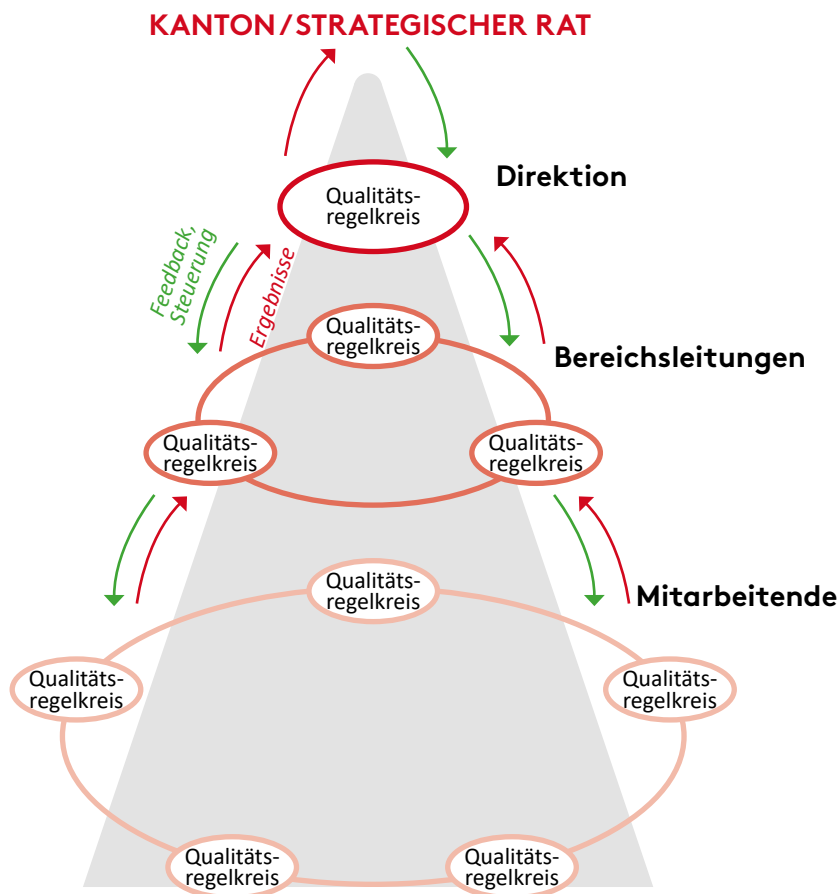 KANTON / STRATEGISCHER RAT
Direktion
Qualitäts-
regelkreis
Feedback,
Steuerung
Ergebnisse
Qualitäts-
regelkreis
Bereichsleitungen
Qualitäts-
regelkreis
Qualitäts-
regelkreis
Qualitäts-
regelkreis
Mitarbeitende
Qualitäts-
regelkreis
Qualitäts-
regelkreis
Qualitäts-
regelkreis
Qualitäts-
regelkreis